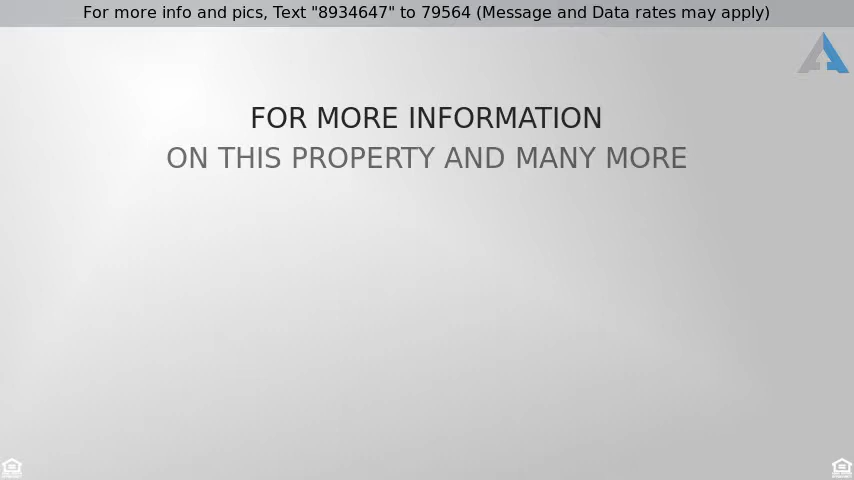 For more info and pics, Text "8934647" to 79564 (Message and Data rates may apply)
FOR MORE INFORMATION
ON THIS PROPERTY AND MANY MORE